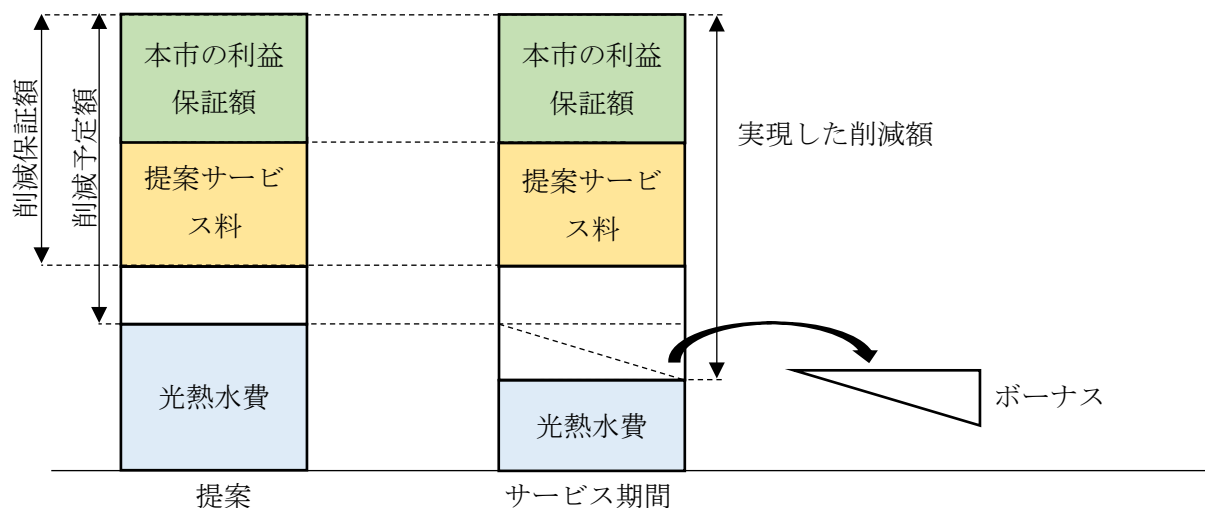 削減保証額
削減予定額
本市の利益
保証額
提案サービ
ス料
光熱水費
提案
本市の利益
保証額
提案サービ
ス料
光熱水費
サービス期間
実現した削減額
ボーナス